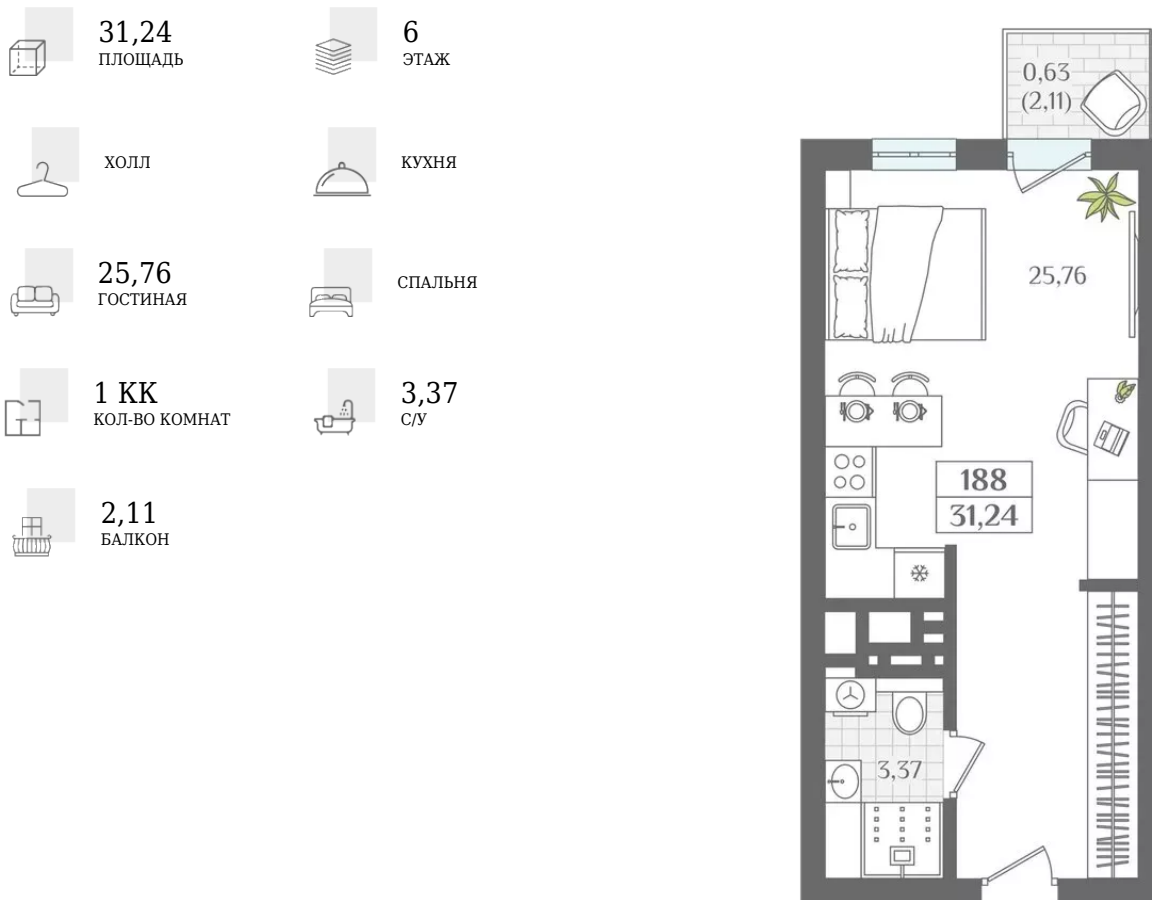 31,24
ПЛОЩАДЬ
6
ЭТАЖ
ХОЛЛ
КУХНЯ
25,76
ГОСТИНАЯ
СПАЛЬНЯ
1 КК
КОЛ-ВО КОМНАТ
3,37
С/У
2,11
БАЛКОН
0,63
(2,11)
25,76
188
31,24
3,37